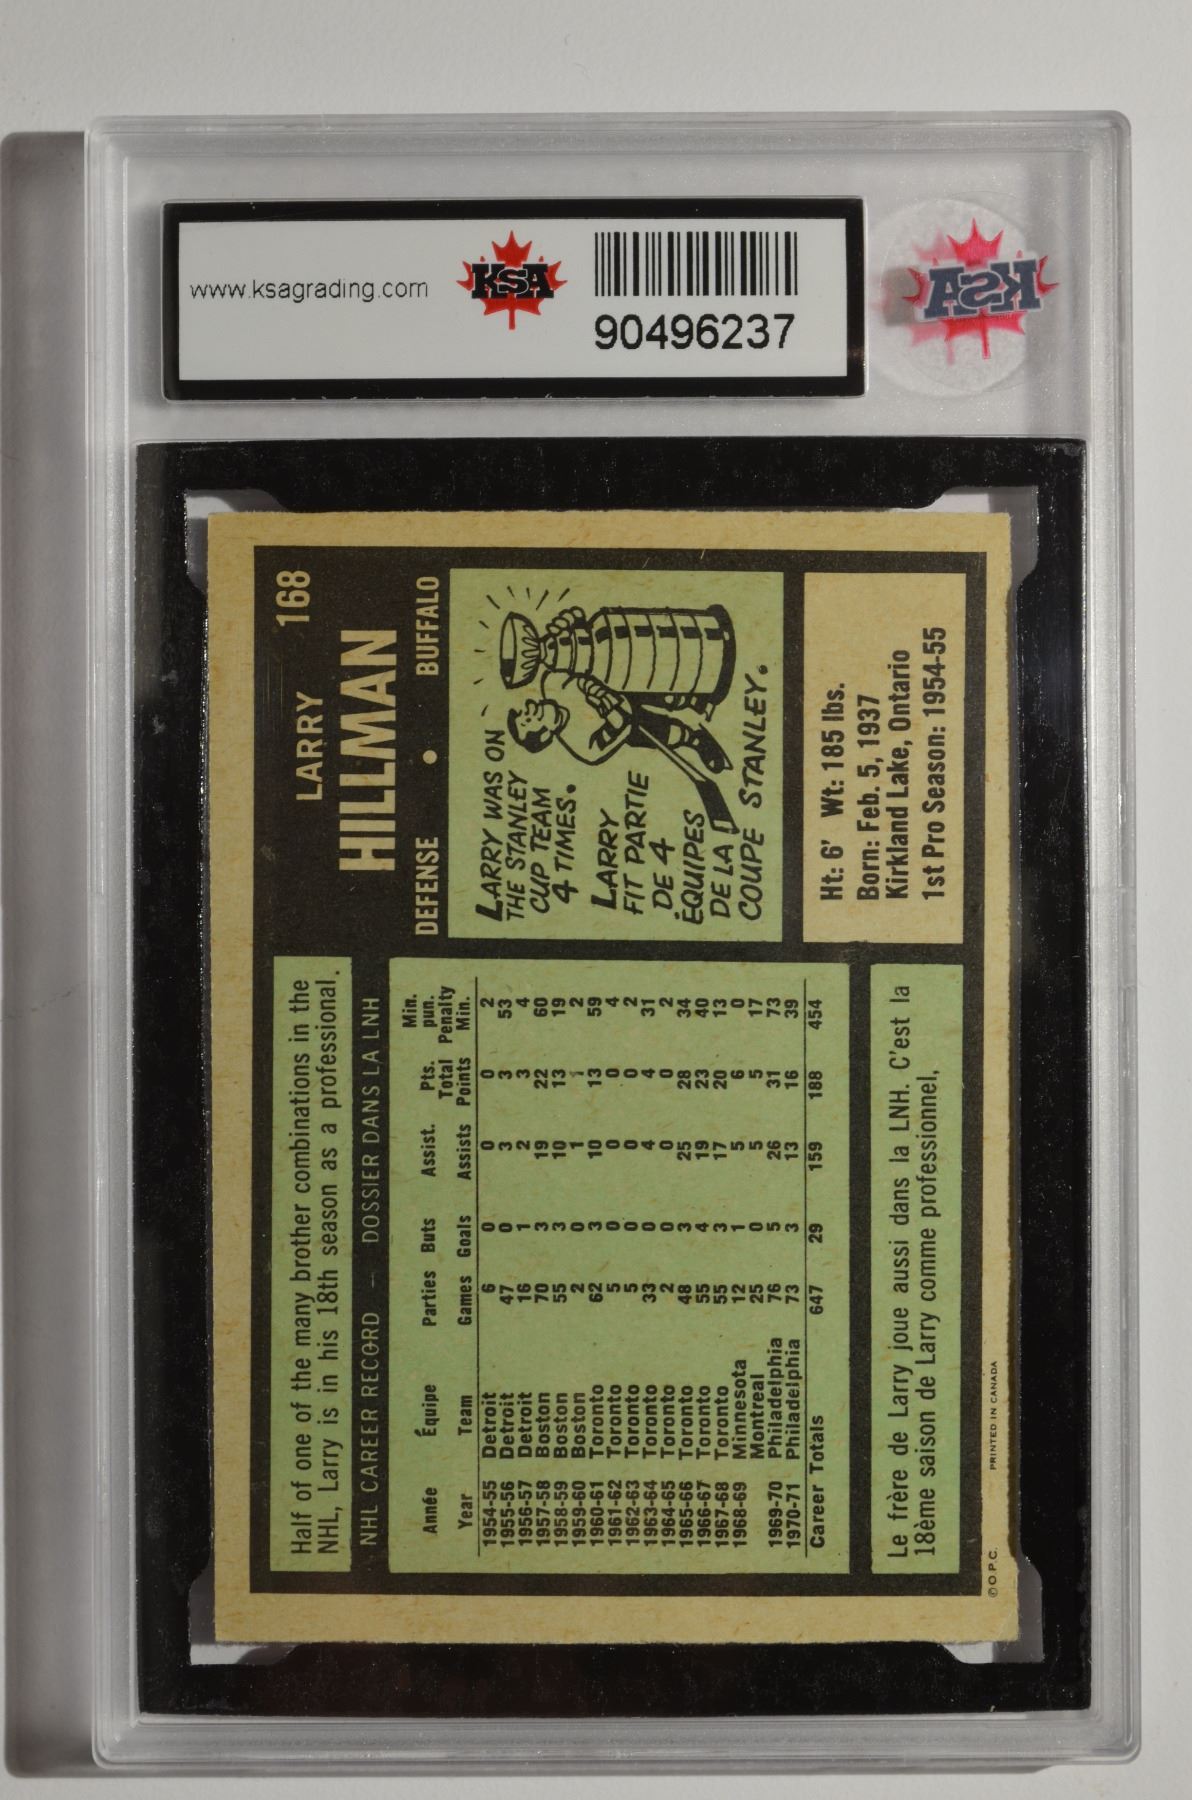 www.ksagrading.com
KSA
90496237
KSA
168
LARRY
HILLMAN
DEFENSE • BUFFALO
LARRY WAS ON
THE STANLEY
CUP TEAM
4 TIMES.
LARRY
FIT PARTIE
DE 4
ÉQUIPES
DE LA
COUPE STANLEY.
Ht: 6' Wt: 185 lbs.
Born: Feb. 5, 1937
Kirkland Lake, Ontario
1st Pro Season: 1954-55
Half of one of the many brother combinations in the
NHL, Larry is in his 18th season as a professional.
NHL CAREER RECORD — DOSSIER DANS LA LNH
Année Équipe Parties Buts Assist. Pts. Total Min. pun. Penalty
Year Team Games Goals Assists Points Min.
1954-55 Detroit 6 0 0 0 2
1955-56 Detroit 47 0 3 3 53
1956-57 Detroit 16 1 2 3 4
1957-58 Boston 70 3 19 22 60
1958-59 Boston 55 3 10 13 19
1959-60 Boston 2 0 1 1 2
1960-61 Toronto 62 3 10 13 59
1961-62 Toronto 5 0 0 0 4
1962-63 Toronto 5 0 0 0 2
1963-64 Toronto 33 0 4 4 31
1964-65 Toronto 2 0 0 0 2
1965-66 Toronto 48 3 25 28 34
1966-67 Toronto 55 4 19 23 40
1967-68 Toronto 55 3 17 20 13
1968-69 Minnesota 12 1 5 6 0
Montreal 25 0 5 5 17
1969-70 Philadelphia 76 5 26 31 73
1970-71 Philadelphia 73 3 13 16 39
Career Totals 647 29 159 188 454
Le frère de Larry joue aussi dans la LNH. C'est la
18ème saison de Larry comme professionnel,
© O.P.C. PRINTED IN CANADA